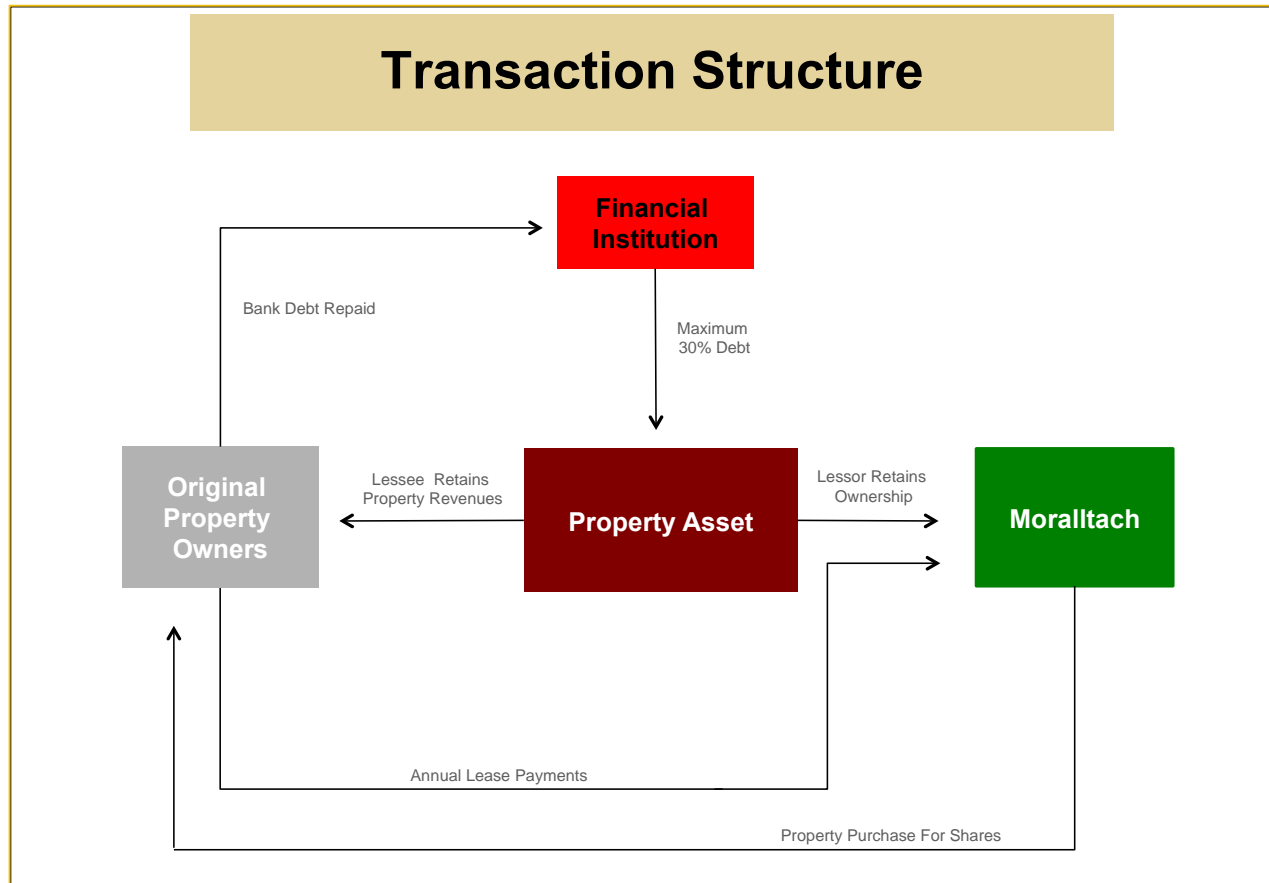 Transaction Structure
Financial
Institution
Bank Debt Repaid
Maximum
30% Debt
Original
Property
Owners
Lessee Retains
Property Revenues
Property Asset
Lessor Retains
Ownership
Moralltach
Annual Lease Payments
Property Purchase For Shares